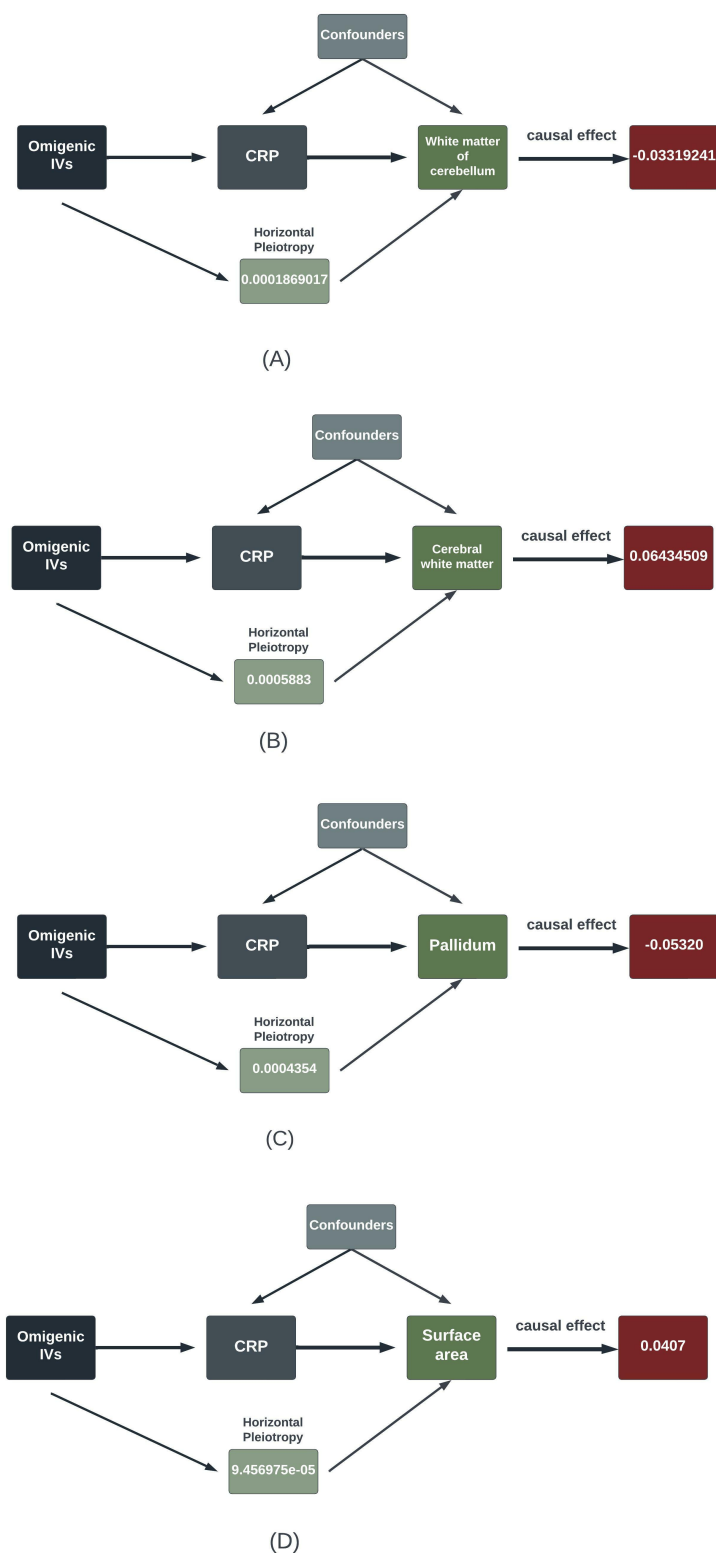 Confounders
Omigenic
IVs
CRP
White matter
of
cerebellum
causal effect
-0.03319241
Horizontal
Pleiotropy
0.0001869017
(A)
Confounders
Omigenic
IVs
CRP
Cerebral
white matter
causal effect
0.06434509
Horizontal
Pleiotropy
0.0005883
(B)
Confounders
Omigenic
IVs
CRP
Pallidum
causal effect
-0.05320
Horizontal
Pleiotropy
0.0004354
(C)
Confounders
Omigenic
IVs
CRP
Surface
area
causal effect
0.0407
Horizontal
Pleiotropy
9.456975e-05
(D)